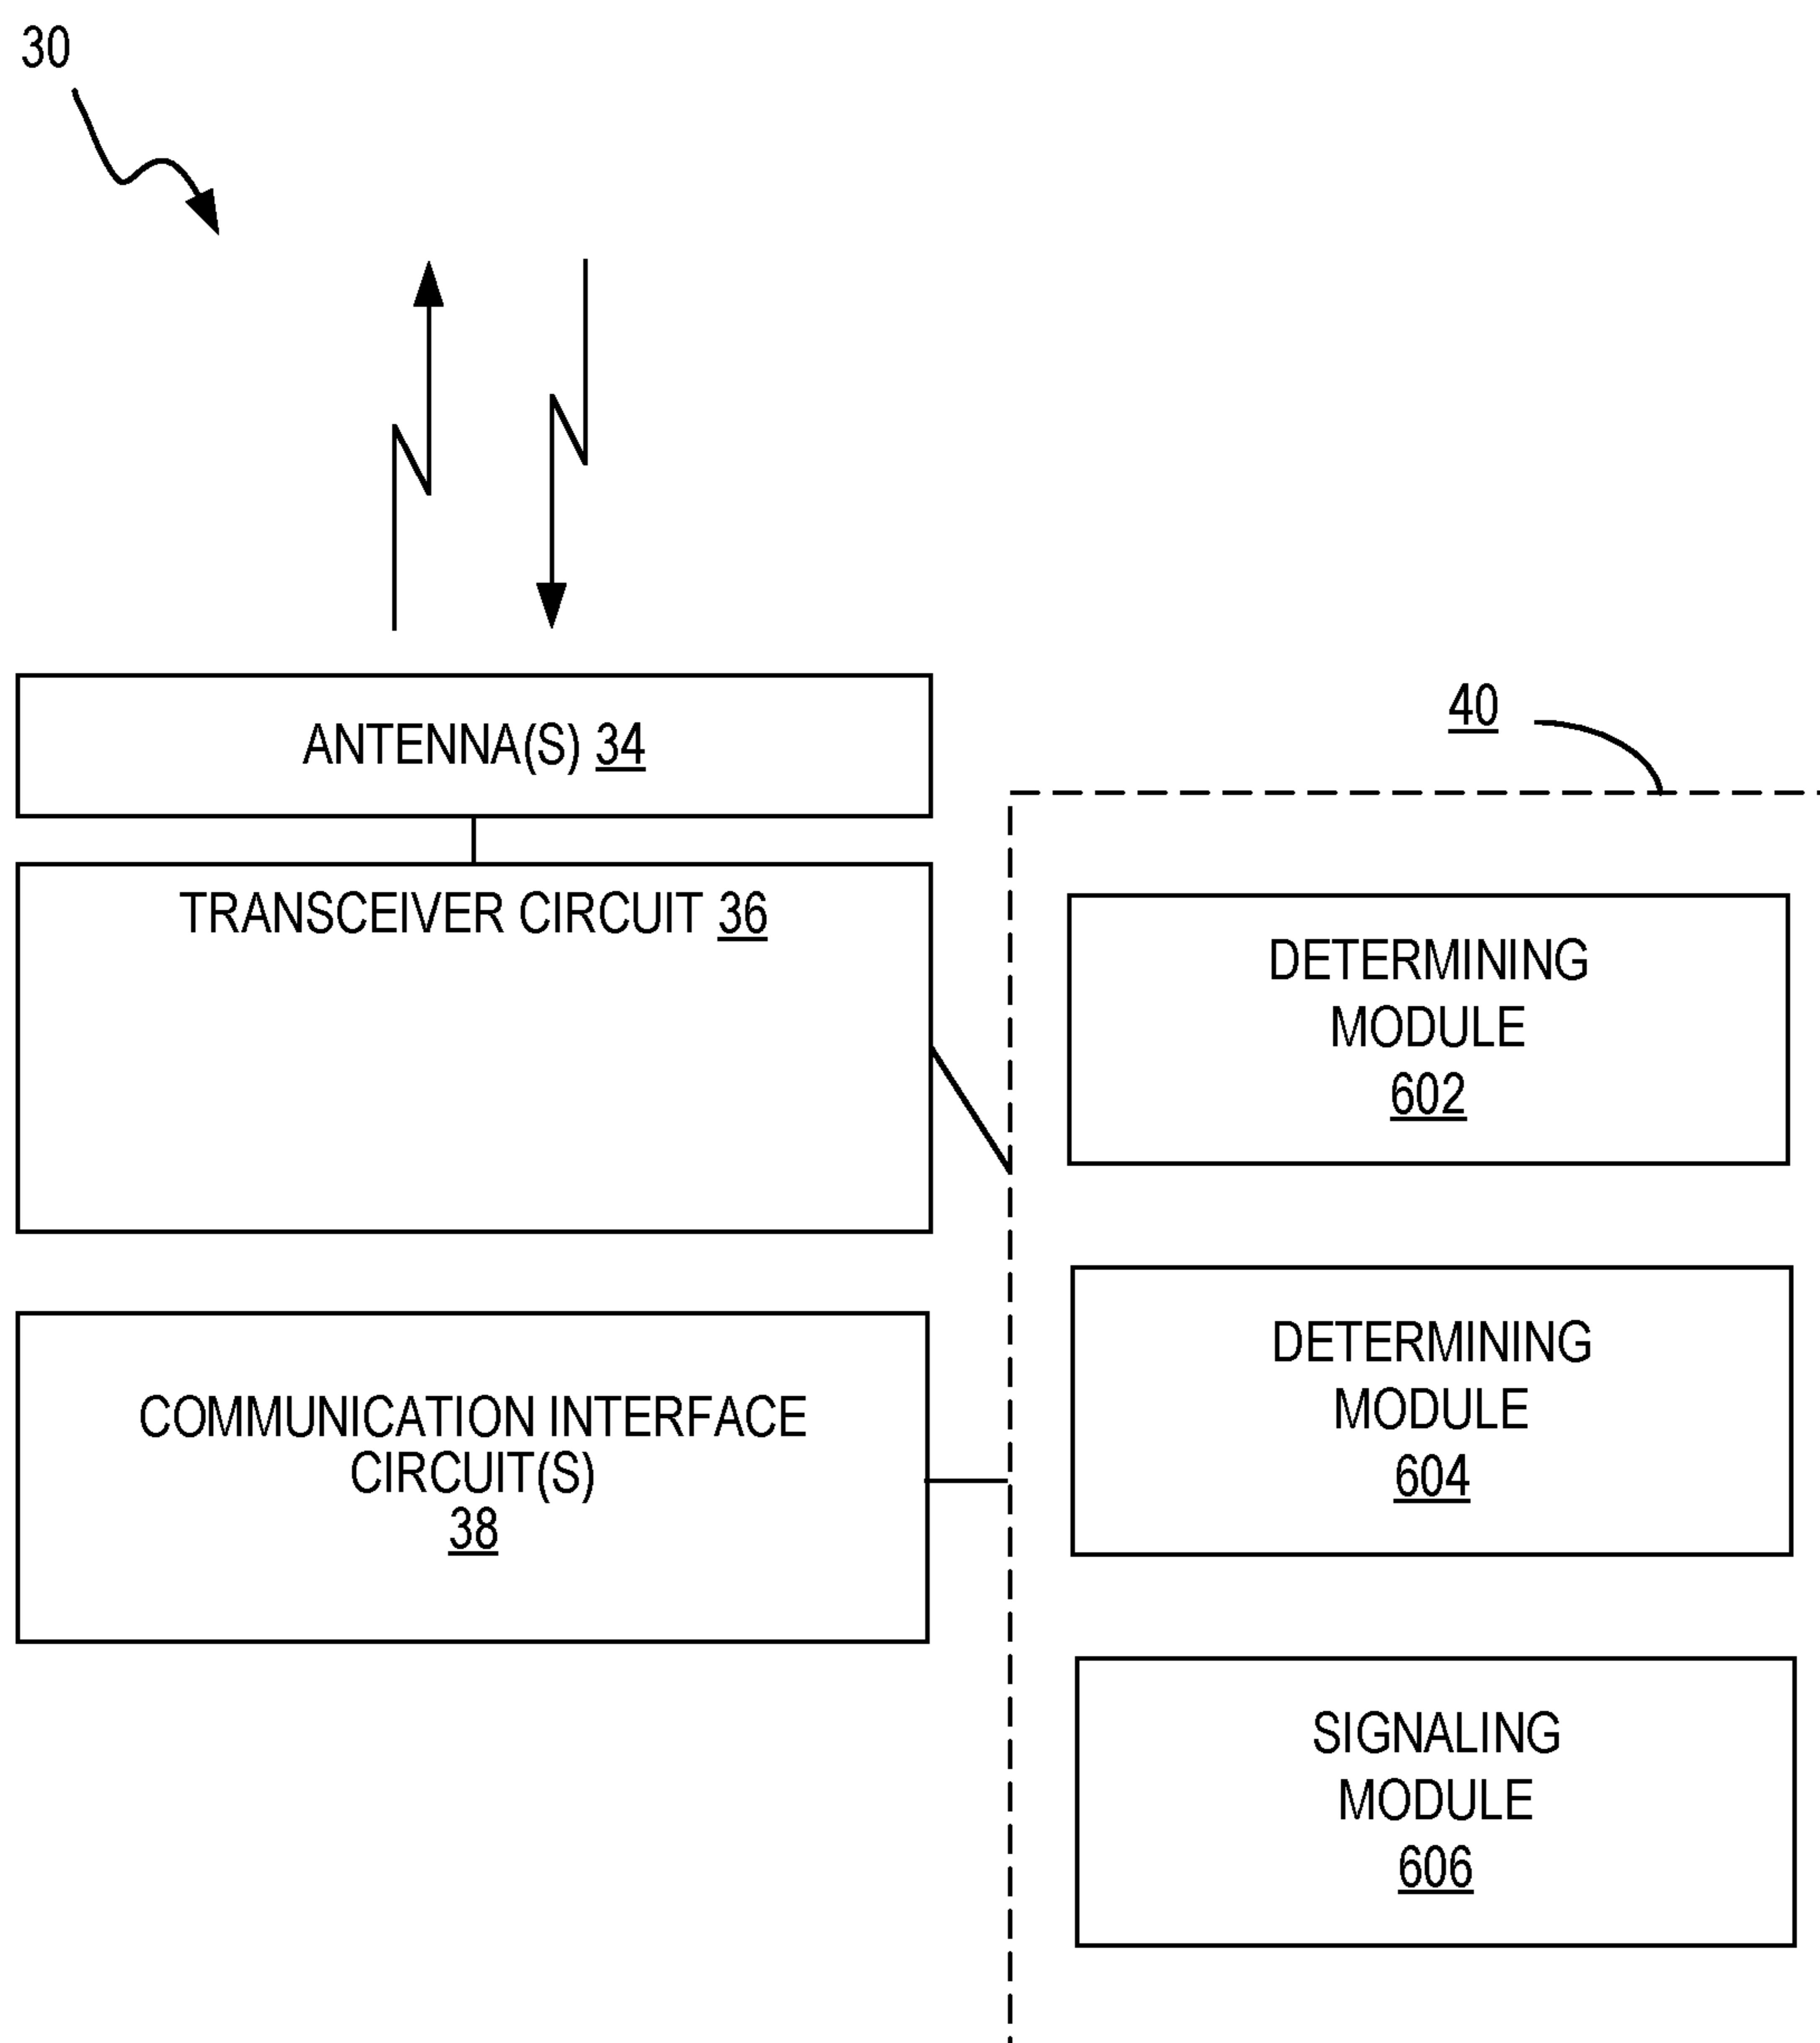 30
ANTENNA(S) 34
40
TRANSCEIVER CIRCUIT 36
DETERMINING
MODULE
602
DETERMINING
MODULE
604
COMMUNICATION INTERFACE
CIRCUIT(S)
38
SIGNALING
MODULE
606